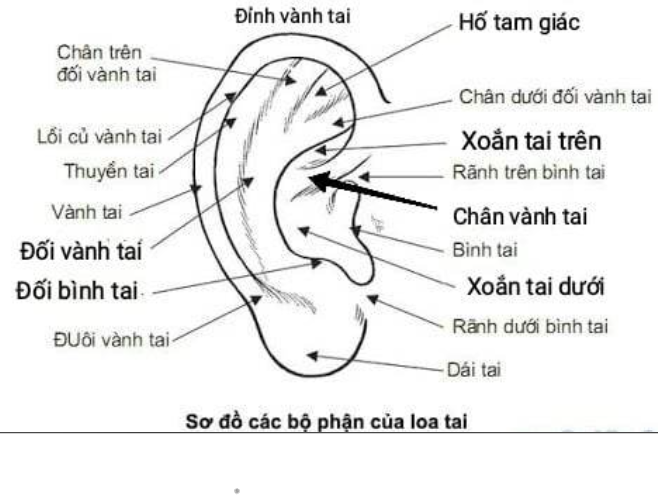 Đỉnh vành tai
Hố tam giác
Chân trên
đối vành tai
Chân dưới đối vành tai
Lồi củ vành tai
Xoắn tai trên
Thuyền tai
Rãnh trên bình tai
Vành tai
Chân vành tai
Đối vành tai
Bình tai
Đối bình tai
Xoắn tai dưới
Rãnh dưới bình tai
ĐUôi vành tai
Dái tai
Sơ đồ các bộ phận của loa tai